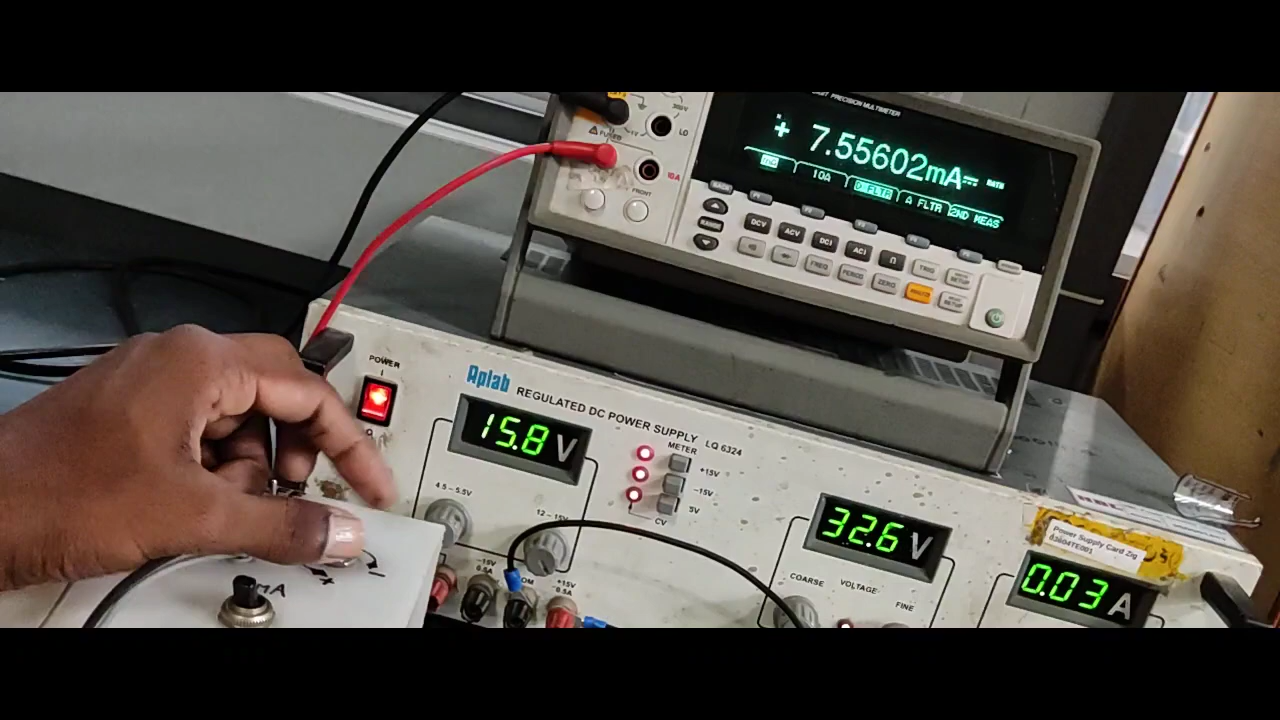 PRECISION MULTIMETER
+ 7.55602mA
mA 10A D FLTR A FLTR 2ND MEAS
LO
10A
FRONT
DCV ACV DCI ACI Ω TRIG
FREQ PERIOD ZERO
POWER
I
Aplab REGULATED DC POWER SUPPLY LQ 6324
15.8 V
METER
+15V
-15V
5V
CV
4.5-5.5V
12-15V
-15V
+15V
32.6 V
COARSE VOLTAGE FINE
Power Supply Card Zig
0.03 A
MA